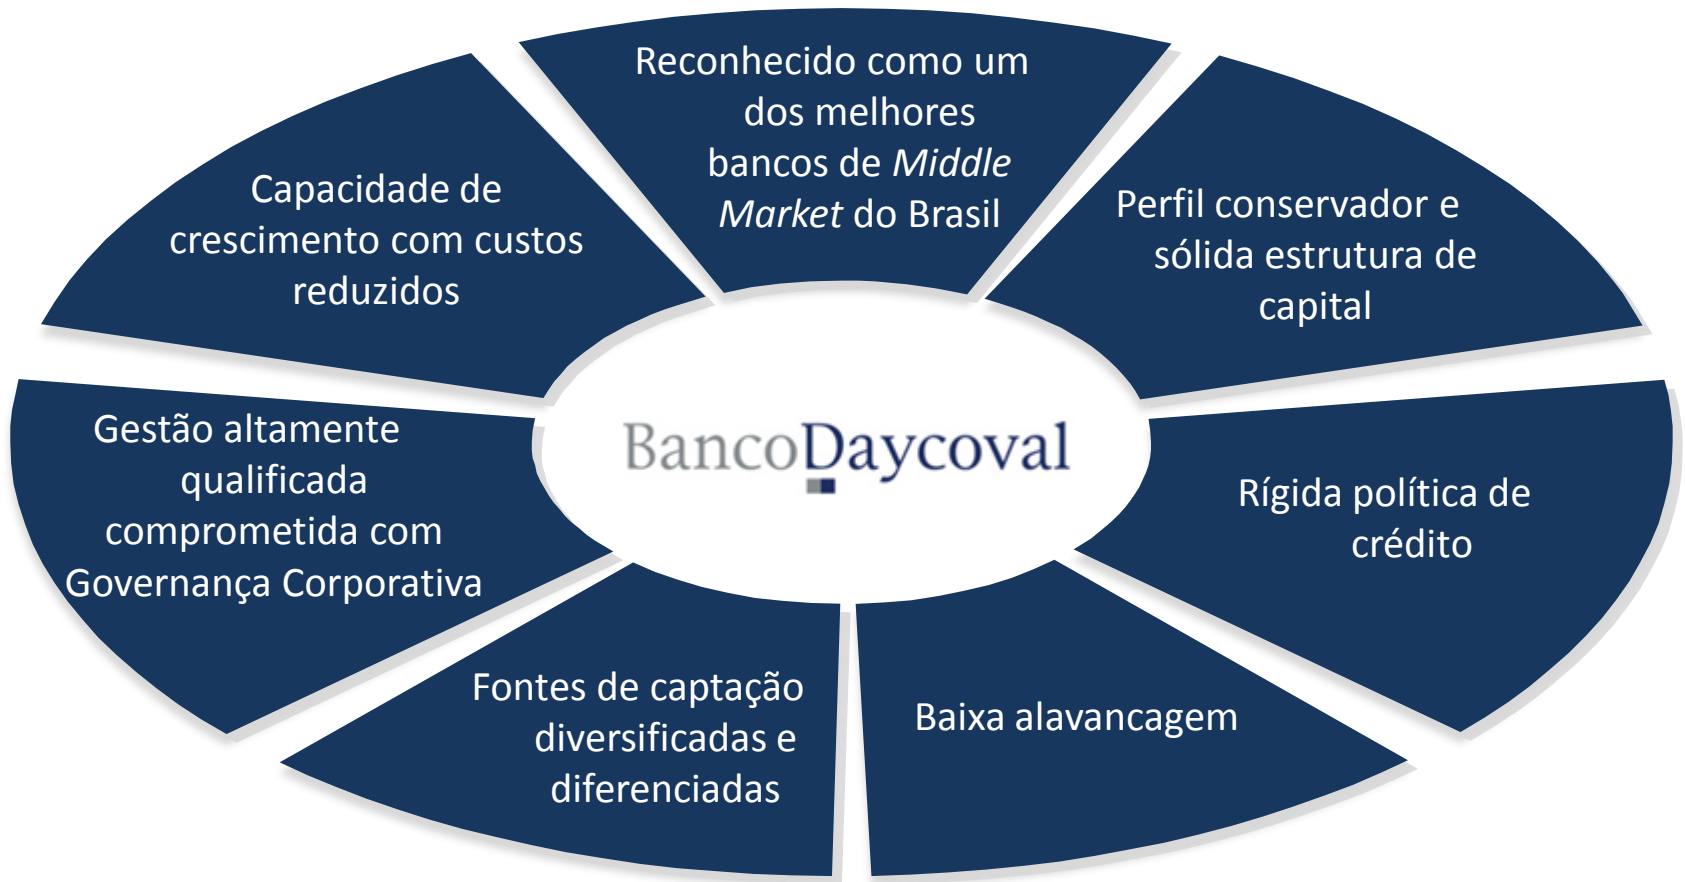 Reconhecido como um
dos melhores
bancos de Middle
Market do Brasil
Perfil conservador e
sólida estrutura de
capital
Rígida política de
crédito
Baixa alavancagem
Fontes de captação
diversificadas e
diferenciadas
Gestão altamente
qualificada
comprometida com
Governança Corporativa
Capacidade de
crescimento com custos
reduzidos
BancoDaycoval